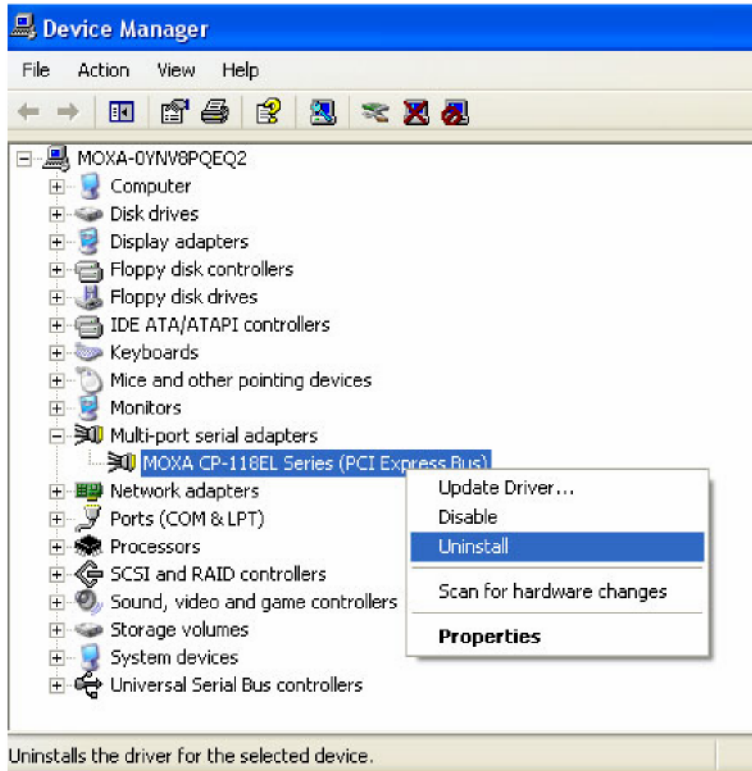 Device Manager
File Action View Help
MOXA-0YNV8PQEQ2
Computer
Disk drives
Display adapters
Floppy disk controllers
Floppy disk drives
IDE ATA/ATAPI controllers
Keyboards
Mice and other pointing devices
Monitors
Multi-port serial adapters
MOXA CP-118EL Series (PCI Express Bus)
Network adapters
Ports (COM & LPT)
Processors
SCSI and RAID controllers
Sound, video and game controllers
Storage volumes
System devices
Universal Serial Bus controllers
Update Driver...
Disable
Uninstall
Scan for hardware changes
Properties
Uninstalls the driver for the selected device.